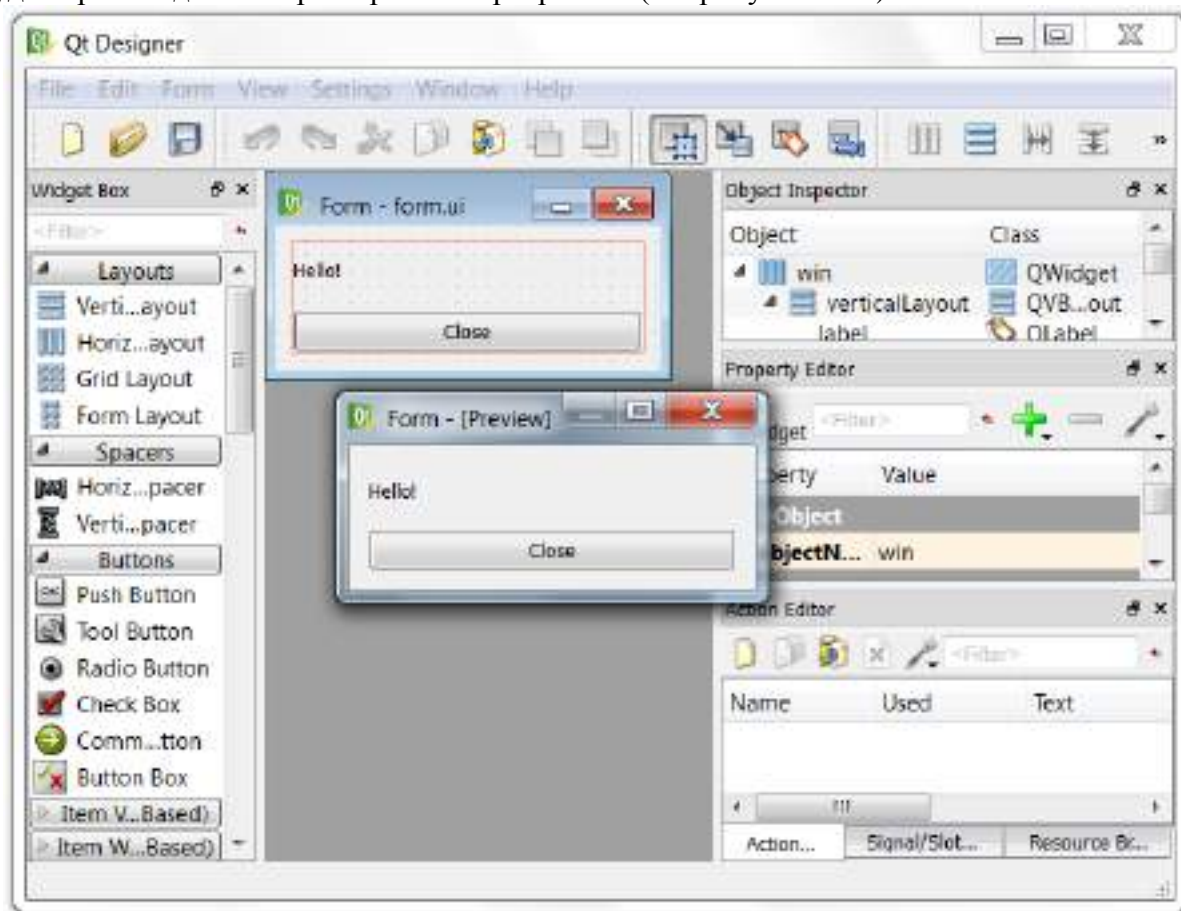 Qt Designer
File Edit Form View Settings Window Help
Widget Box
<Filter>
Layouts
Verti...ayout
Horiz...ayout
Grid Layout
Form Layout
Spacers
Horiz...pacer
Verti...pacer
Buttons
Push Button
Tool Button
Radio Button
Check Box
Comm...tton
Button Box
Item V...Based)
Item W...Based)
Form - form.ui
Hello!
Close
Form - [Preview]
Hello!
Close
Object Inspector
Object Class
win QWidget
verticalLayout QVB...out
label QLabel
Property Editor
<Filter>
Value
bjectN... win
Action Editor
<Filter>
Name Used Text
Action... Signal/Slot... Resource Br...